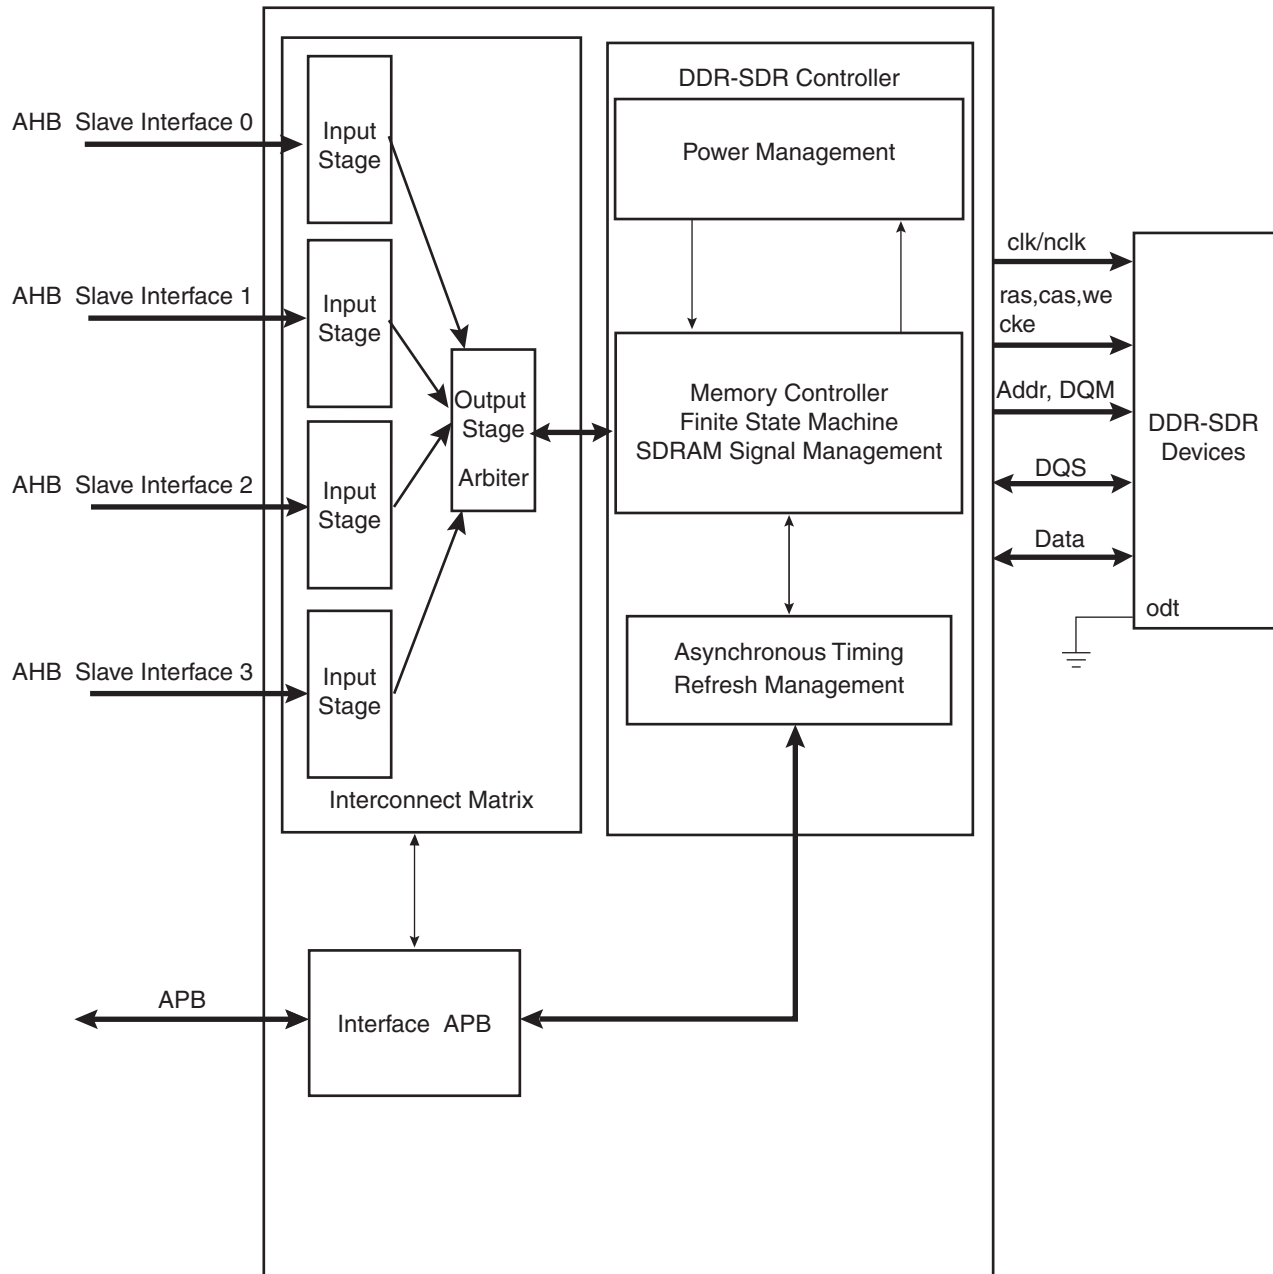 AHB Slave Interface 0
AHB Slave Interface 1
AHB Slave Interface 2
AHB Slave Interface 3
APB
Input
Stage
Input
Stage
Input
Stage
Input
Stage
Output
Stage
Arbiter
Interconnect Matrix
Interface APB
DDR-SDR Controller
Power Management
Memory Controller
Finite State Machine
SDRAM Signal Management
Asynchronous Timing
Refresh Management
clk/nclk
ras,cas,we
cke
Addr, DQM
DQS
Data
odt
DDR-SDR
Devices